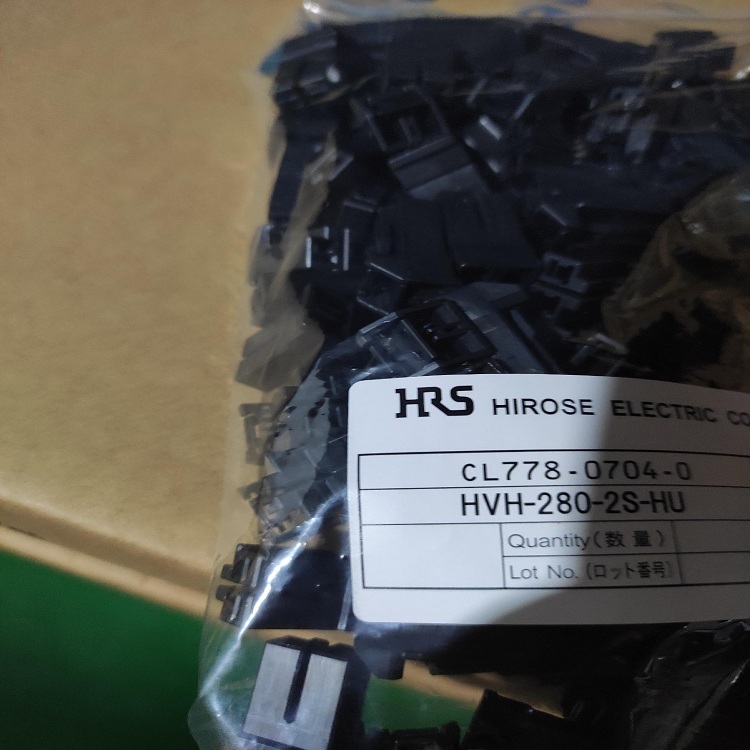 HRS HIROSE ELECTRIC CO
CL778-0704-0
HVH-280-2S-HU
Quantity(数量)
Lot No.(ロット番号)